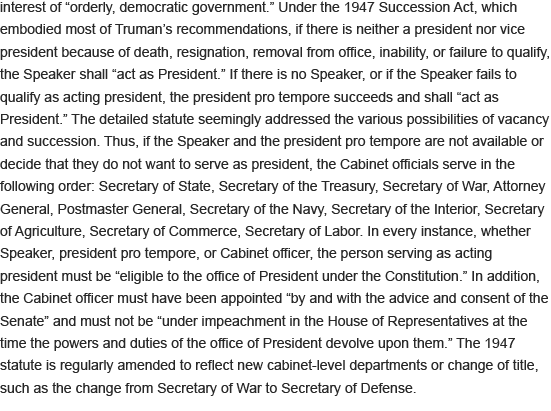 interest of “orderly, democratic government.” Under the 1947 Succession Act, which
embodied most of Truman’s recommendations, if there is neither a president nor vice
president because of death, resignation, removal from office, inability, or failure to qualify,
the Speaker shall “act as President.” If there is no Speaker, or if the Speaker fails to
qualify as acting president, the president pro tempore succeeds and shall “act as
President.” The detailed statute seemingly addressed the various possibilities of vacancy
and succession. Thus, if the Speaker and the president pro tempore are not available or
decide that they do not want to serve as president, the Cabinet officials serve in the
following order: Secretary of State, Secretary of the Treasury, Secretary of War, Attorney
General, Postmaster General, Secretary of the Navy, Secretary of the Interior, Secretary
of Agriculture, Secretary of Commerce, Secretary of Labor. In every instance, whether
Speaker, president pro tempore, or Cabinet officer, the person serving as acting
president must be “eligible to the office of President under the Constitution.” In addition,
the Cabinet officer must have been appointed “by and with the advice and consent of the
Senate” and must not be “under impeachment in the House of Representatives at the
time the powers and duties of the office of President devolve upon them.” The 1947
statute is regularly amended to reflect new cabinet-level departments or change of title,
such as the change from Secretary of War to Secretary of Defense.